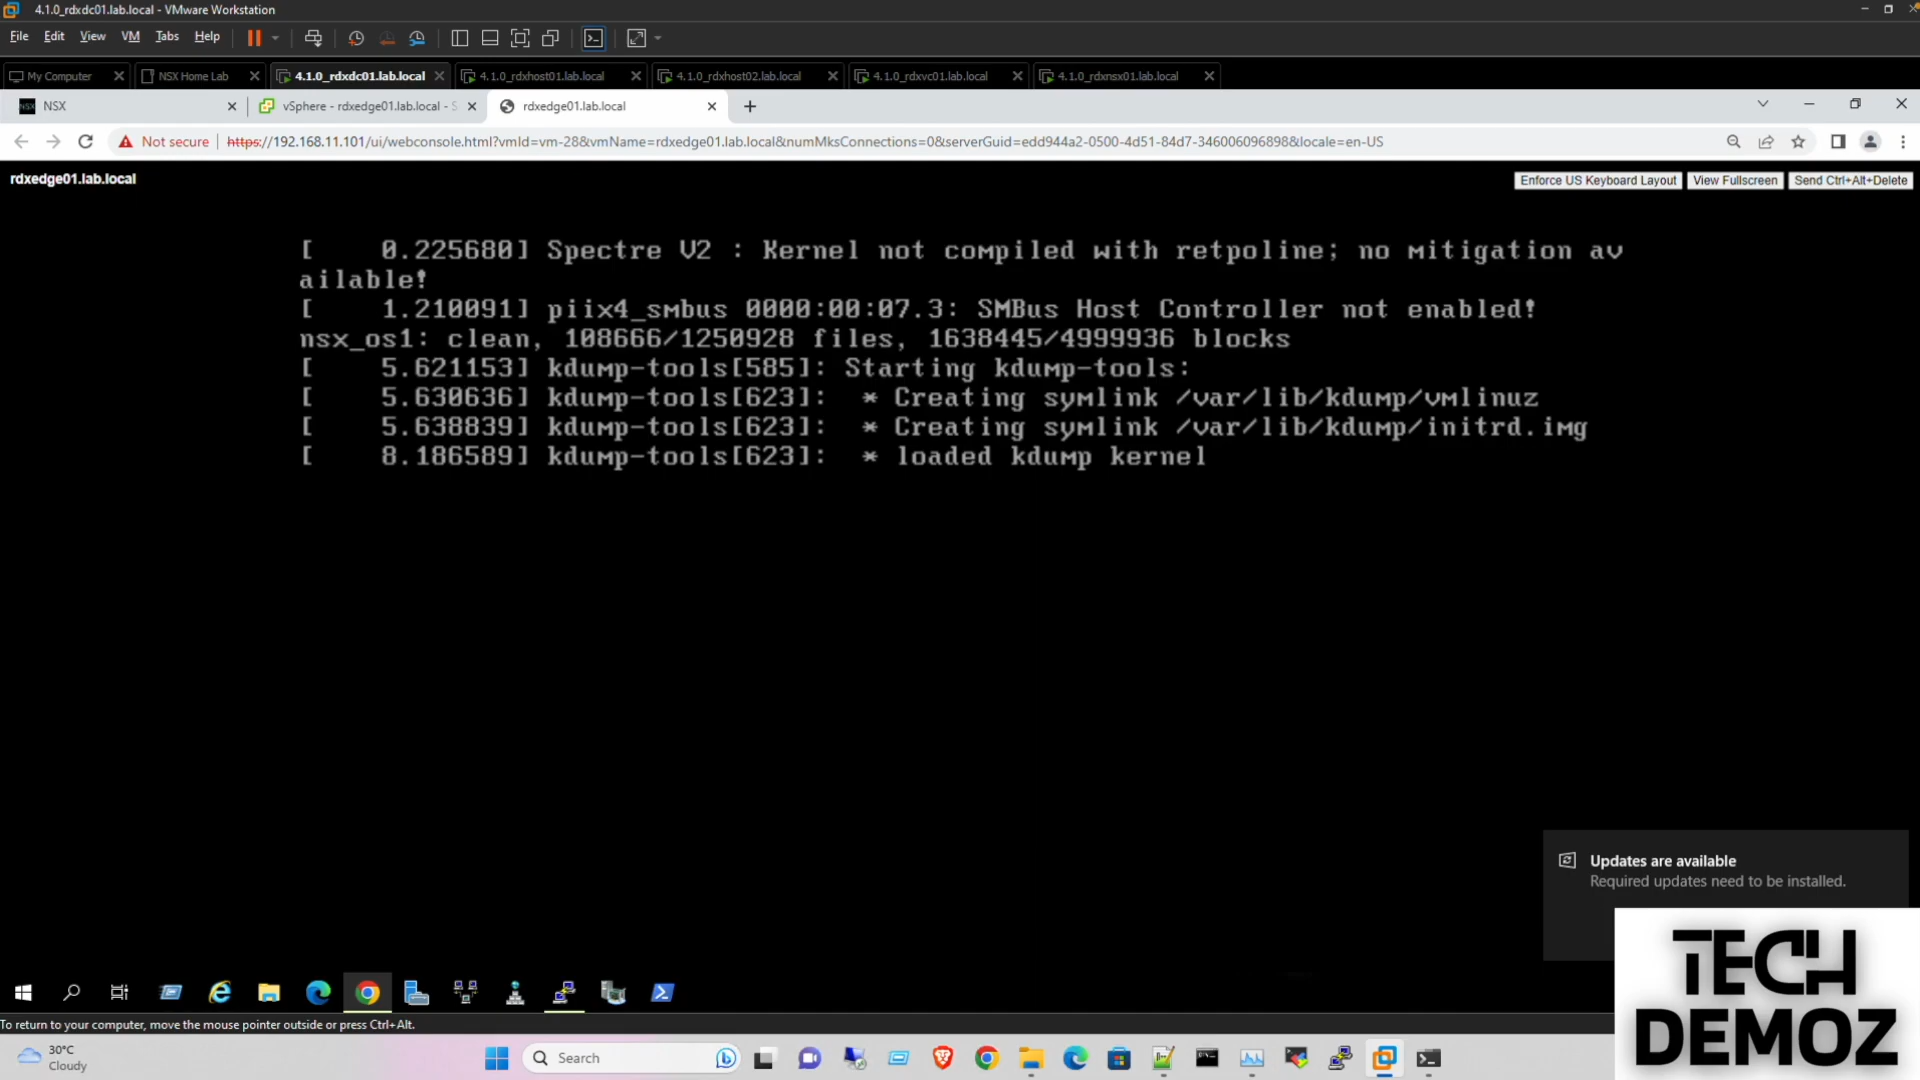 4.1.0_rdxdc01.lab.local - VMware Workstation
File Edit View VM Tabs Help
My Computer
NSX Home Lab
4.1.0_rdxdc01.lab.local
4.1.0_rdxhost01.lab.local
4.1.0_rdxhost02.lab.local
4.1.0_rdxvc01.lab.local
4.1.0_rdxnsx01.lab.local
NSX
vSphere - rdxedge01.lab.local - S
rdxedge01.lab.local
Not secure
https://192.168.11.101/ui/webconsole.html?vmId=vm-28&vmName=rdxedge01.lab.local&numMksConnections=0&serverGuid=edd944a2-0500-4d51-84d7-346006096898&locale=en-US
rdxedge01.lab.local
Enforce US Keyboard Layout
View Fullscreen
Send Ctrl+Alt+Delete
[    0.225680] Spectre V2 : Kernel not compiled with retpoline; no mitigation av
ailable!
[    1.210091] piix4_smbus 0000:00:07.3: SMBus Host Controller not enabled!
nsx_os1: clean, 108666/1250928 files, 1638445/4999936 blocks
[    5.621153] kdump-tools[585]: Starting kdump-tools:
[    5.630636] kdump-tools[623]:  * Creating symlink /var/lib/kdump/vmlinuz
[    5.638839] kdump-tools[623]:  * Creating symlink /var/lib/kdump/initrd.img
[    8.186589] kdump-tools[623]:  * loaded kdump kernel
Updates are available
Required updates need to be installed.
TECH
DEMOZ
To return to your computer, move the mouse pointer outside or press Ctrl+Alt.
30°C
Cloudy
Search